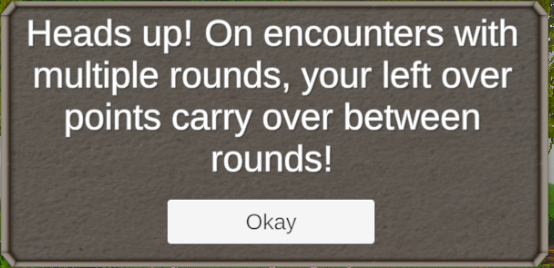 Heads up! On encounters with
multiple rounds, your left over
points carry over between
rounds!
Okay